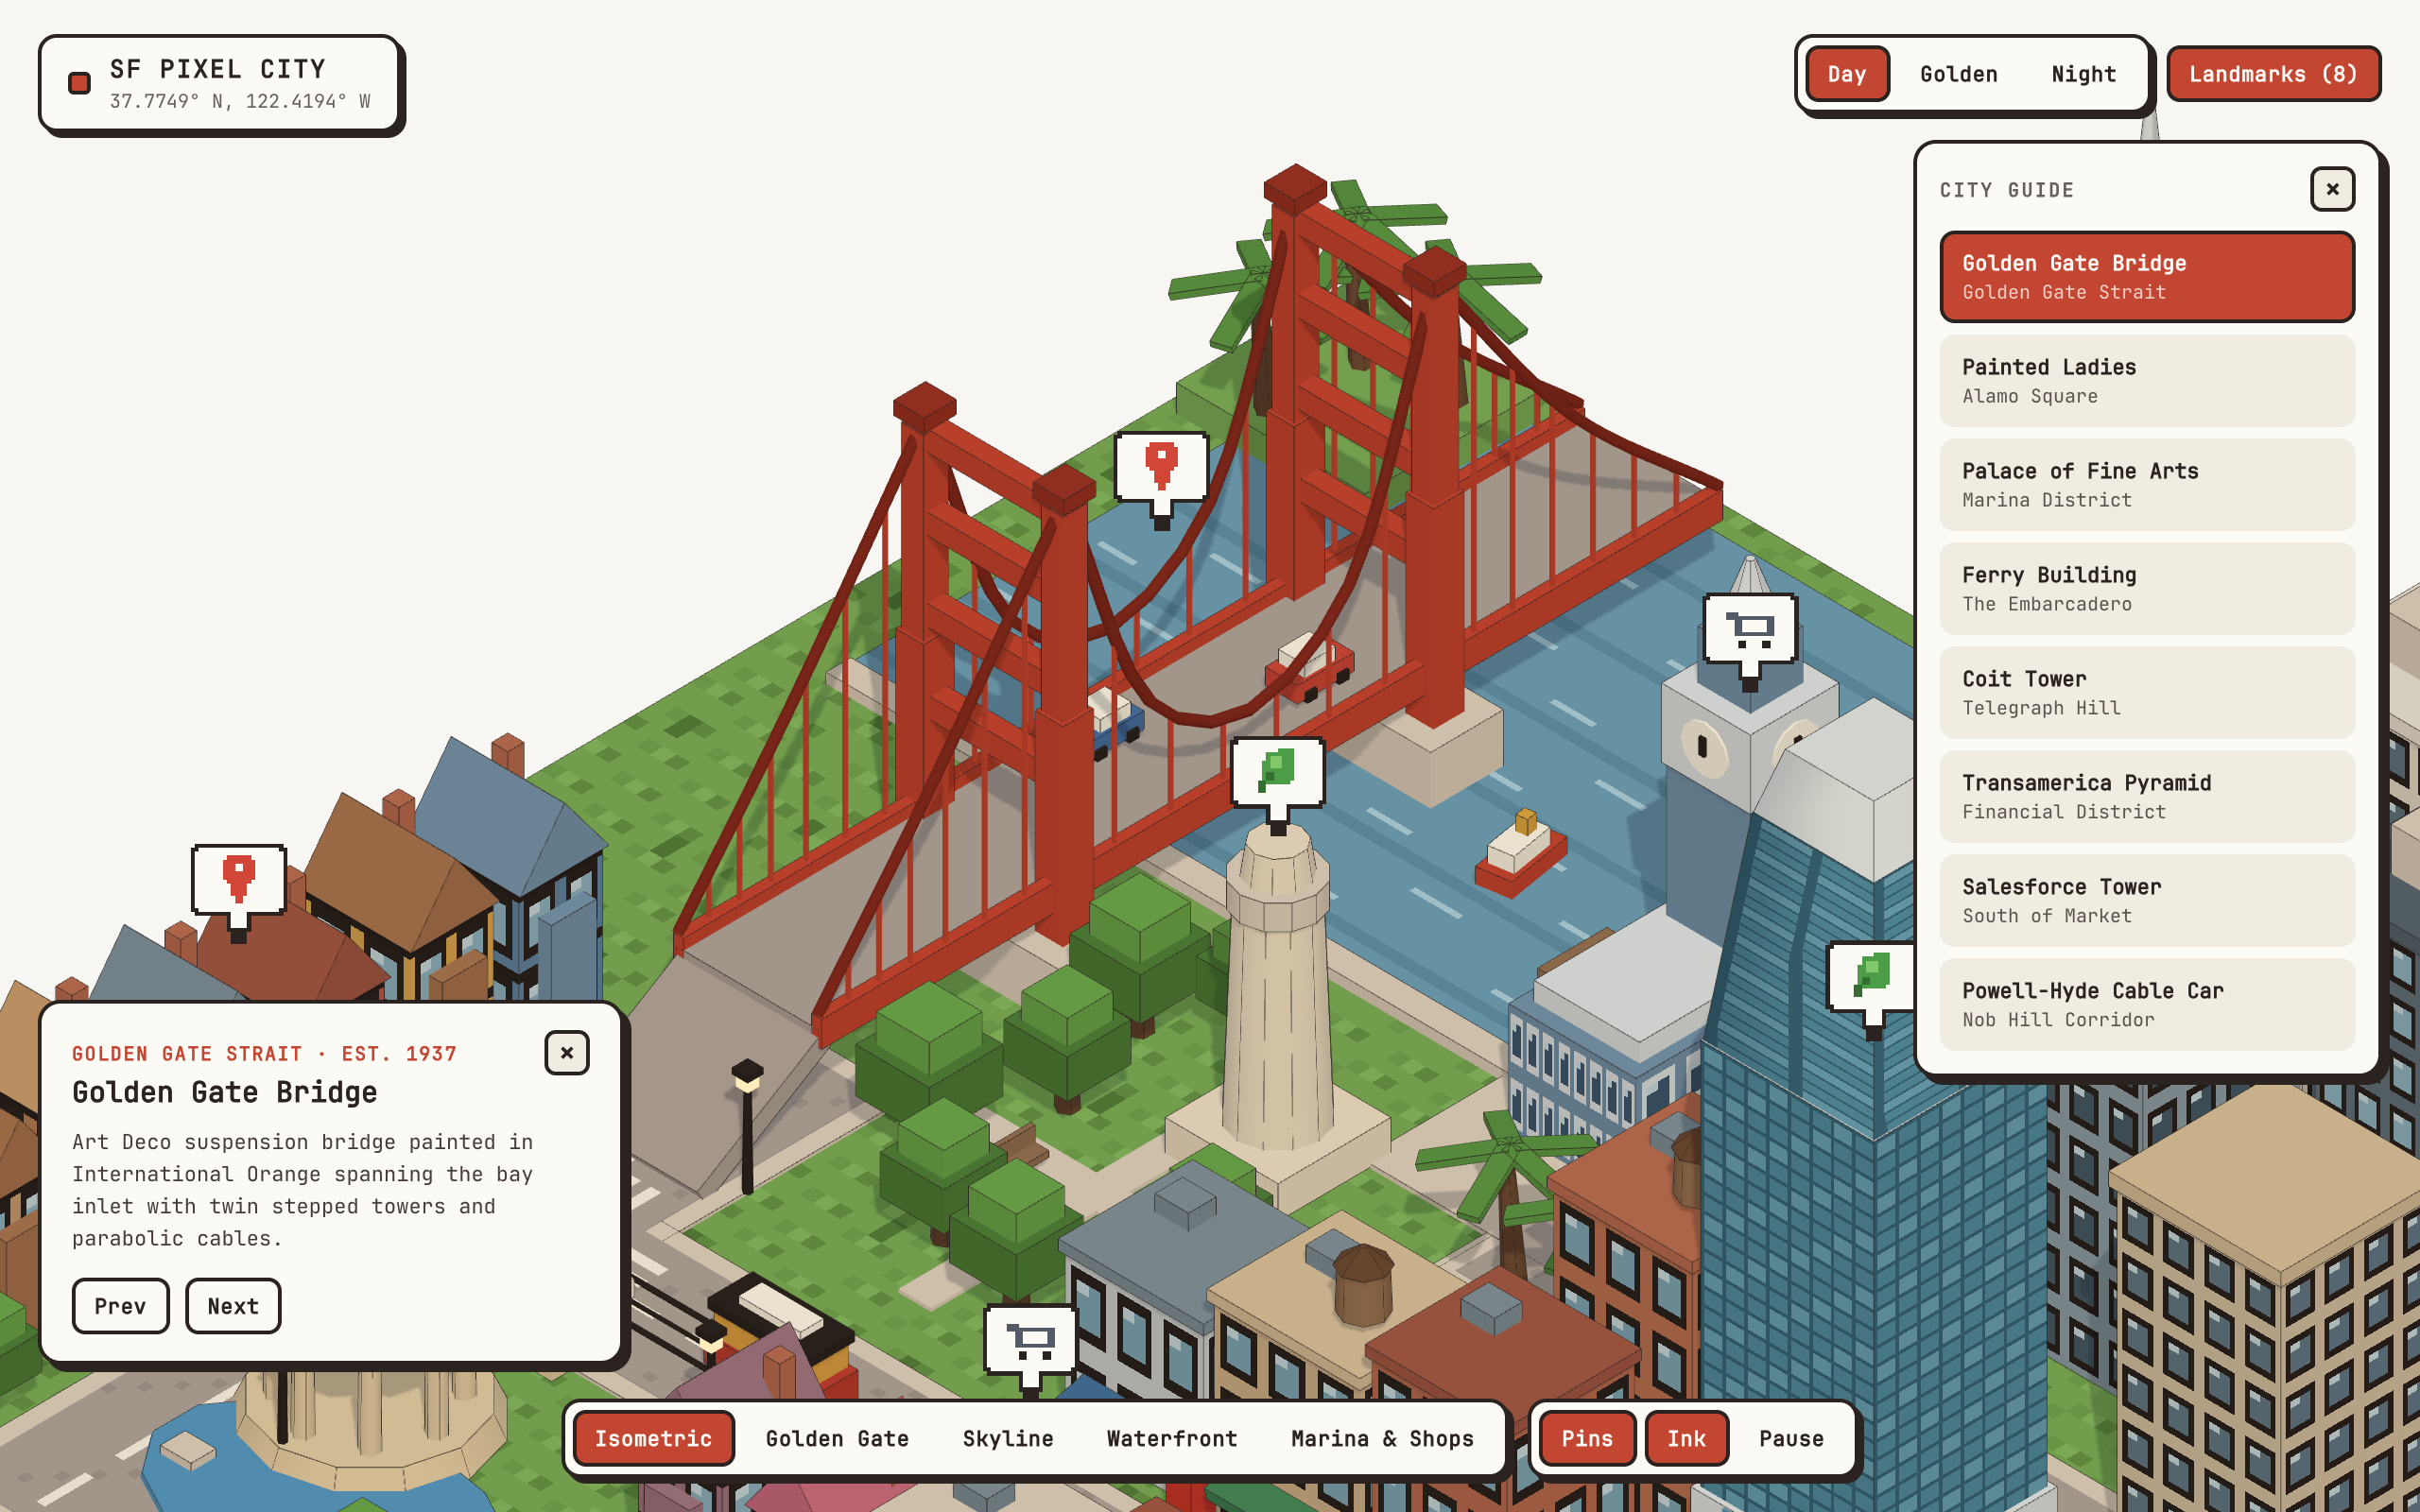 SF PIXEL CITY
37.7749° N, 122.4194° W
Day
Golden
Night
Landmarks (8)
CITY GUIDE
×
Golden Gate Bridge
Golden Gate Strait
Painted Ladies
Alamo Square
Palace of Fine Arts
Marina District
Ferry Building
The Embarcadero
Coit Tower
Telegraph Hill
Transamerica Pyramid
Financial District
Salesforce Tower
South of Market
Powell-Hyde Cable Car
Nob Hill Corridor
GOLDEN GATE STRAIT · EST. 1937
×
Golden Gate Bridge
Art Deco suspension bridge painted in
International Orange spanning the bay
inlet with twin stepped towers and
parabolic cables.
Prev
Next
Isometric
Golden Gate
Skyline
Waterfront
Marina & Shops
Pins
Ink
Pause